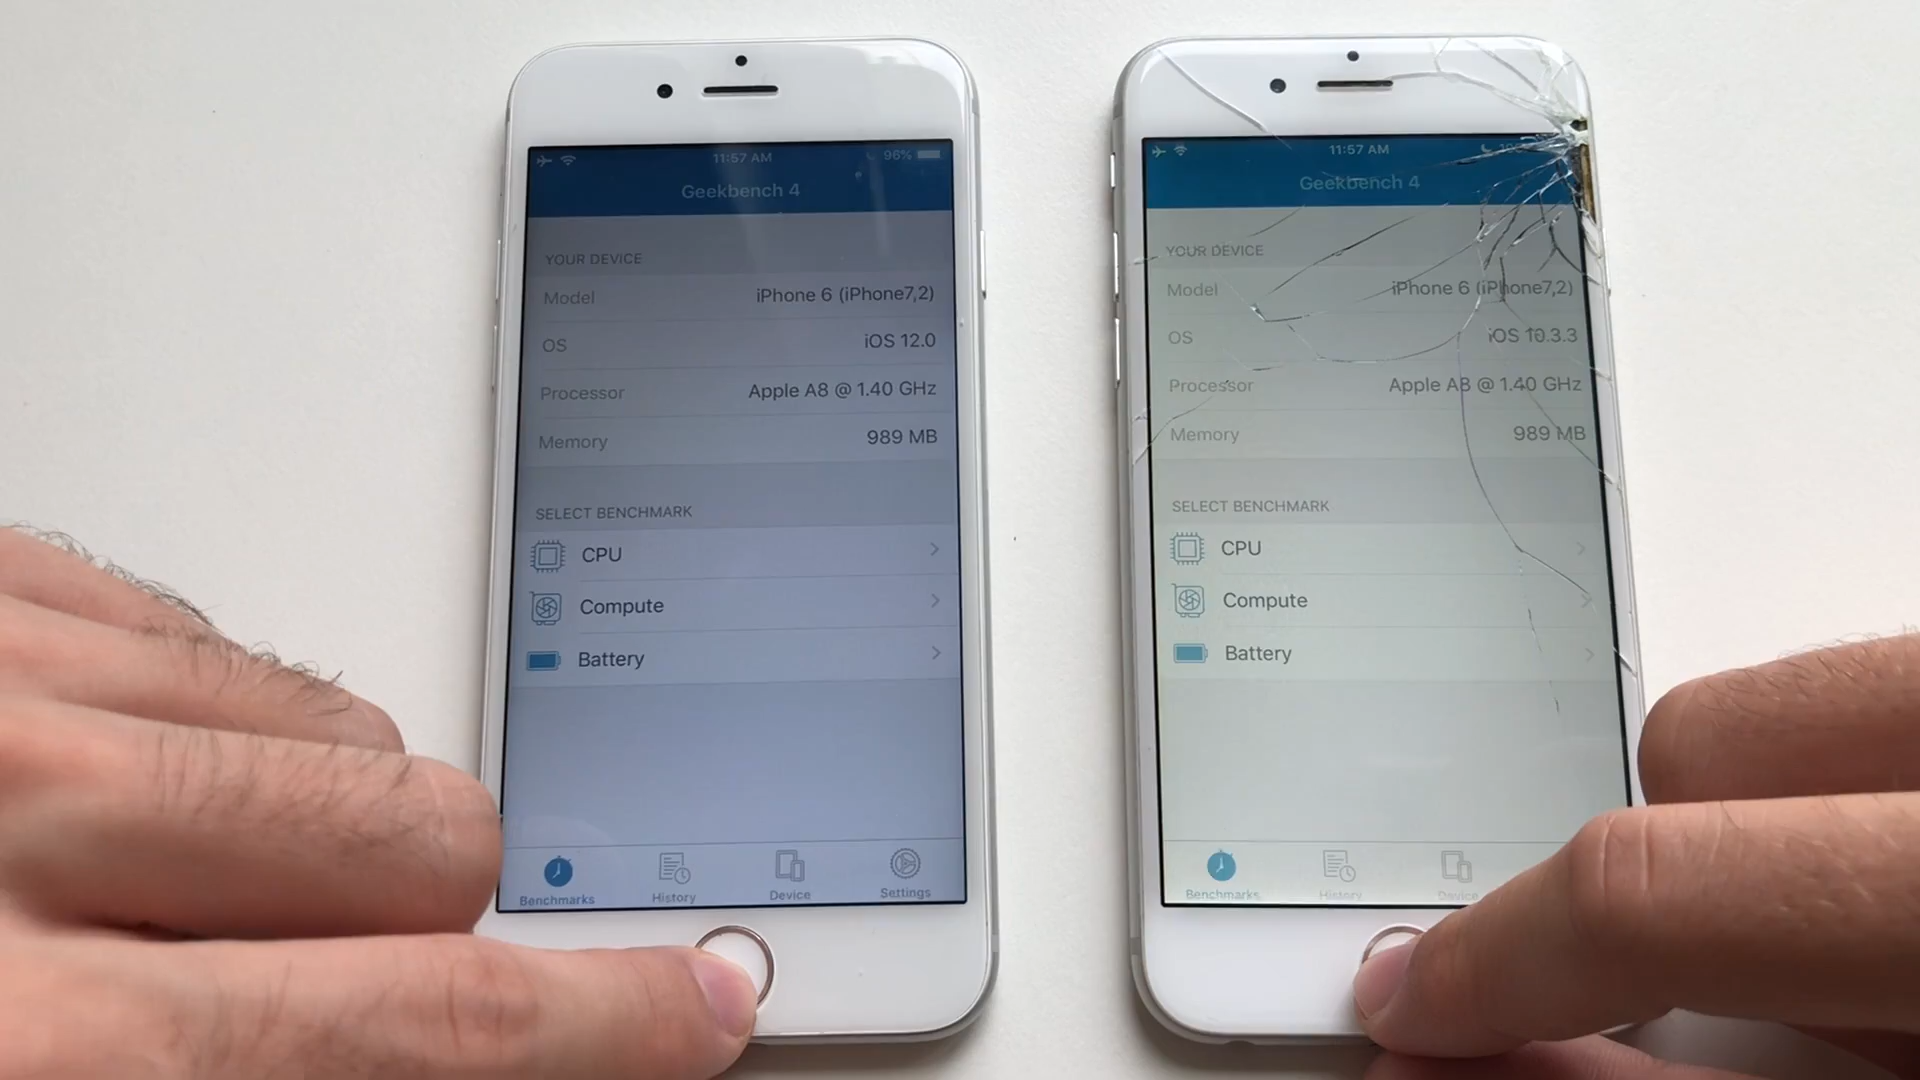 11:57 AM
96%
Geekbench 4
YOUR DEVICE
Model
iPhone 6 (iPhone7,2)
OS
iOS 12.0
Processor
Apple A8 @ 1.40 GHz
Memory
989 MB
SELECT BENCHMARK
CPU
Compute
Battery
Benchmarks
History
Device
Settings
11:57 AM
Geekbench 4
YOUR DEVICE
Model
iPhone 6 (iPhone7,2)
OS
iOS 10.3.3
Processor
Apple A8 @ 1.40 GHz
Memory
989 MB
SELECT BENCHMARK
CPU
Compute
Battery
Benchmarks
History
Device